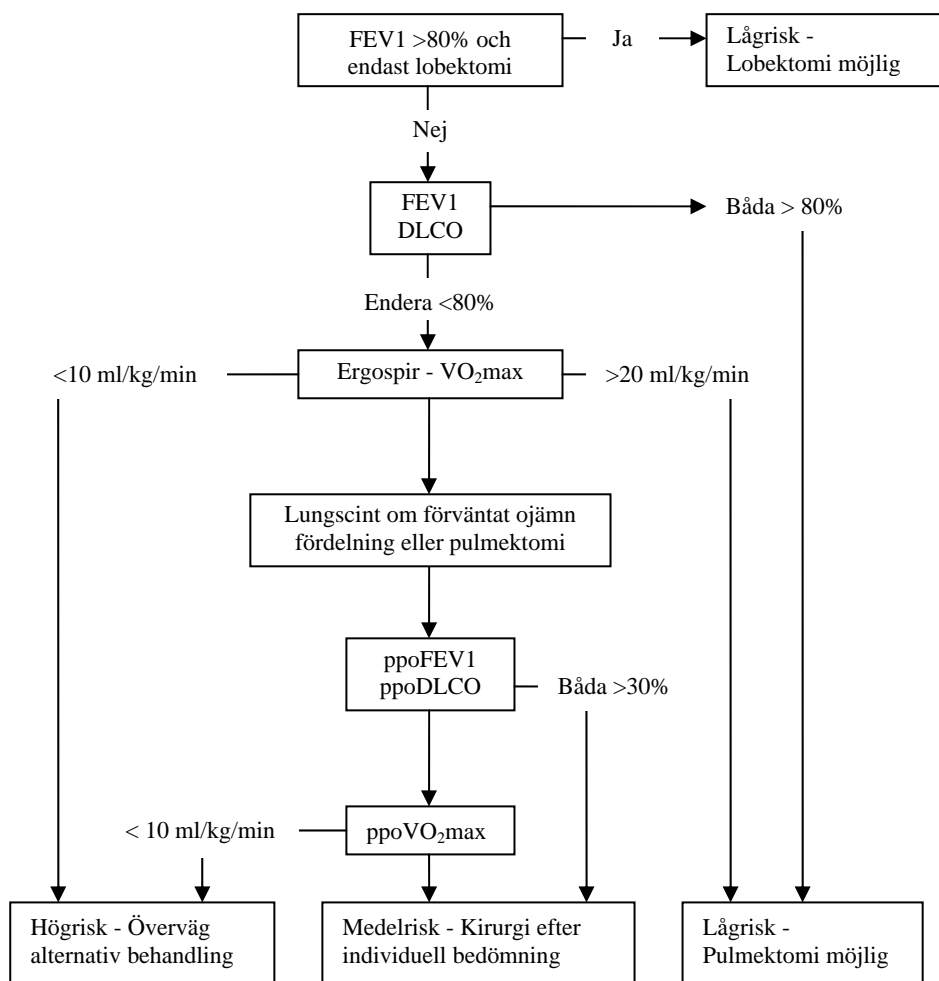 FEV1 >80% och
endast lobektomi
Ja
Lågrisk -
Lobektomi möjlig
Nej
FEV1
DLCO
Båda > 80%
Endera <80%
<10 ml/kg/min
Ergospir - VO₂max
>20 ml/kg/min
Lungscint om förväntat ojämn
fördelning eller pulmektomi
ppoFEV1
ppoDLCO
Båda >30%
< 10 ml/kg/min
ppoVO₂max
Högrisk - Överväg
alternativ behandling
Medelrisk - Kirurgi efter
individuell bedömning
Lågrisk -
Pulmektomi möjlig